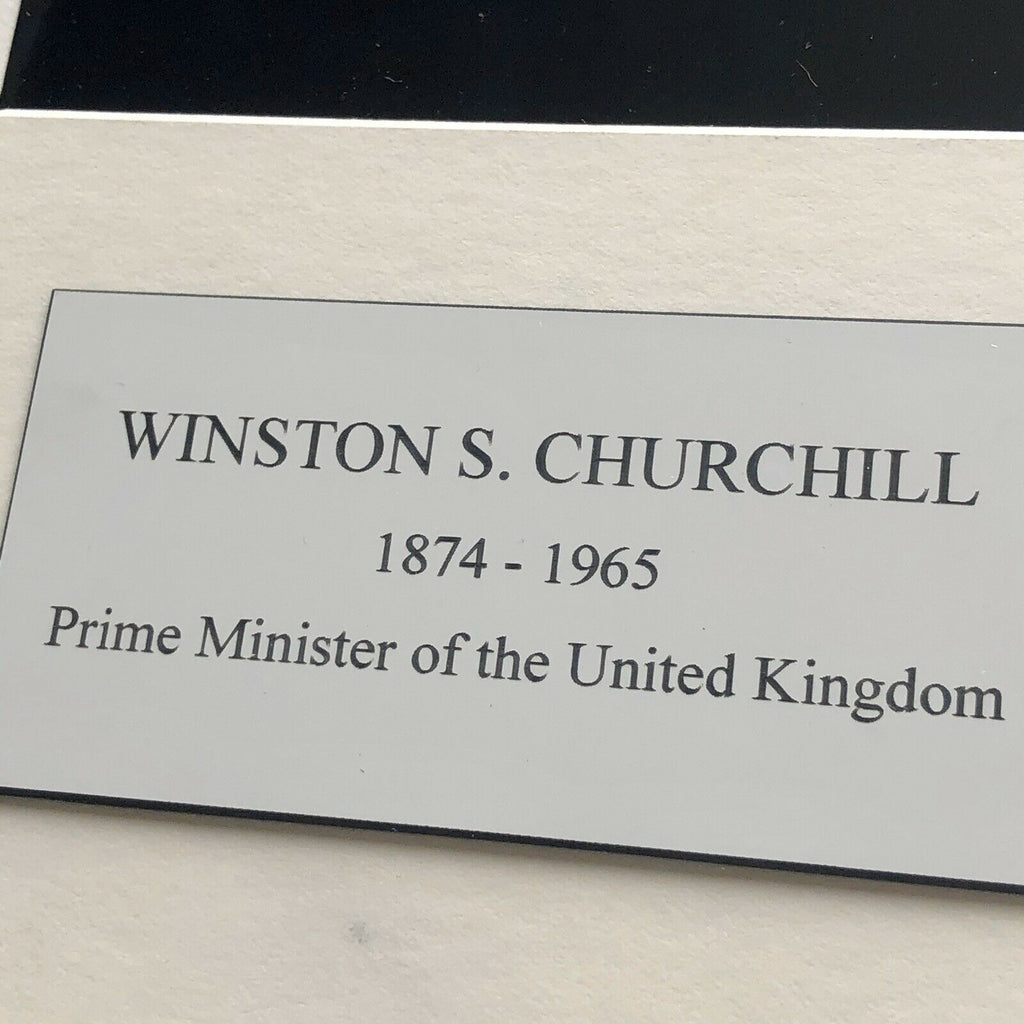 WINSTON S. CHURCHILL
1874 - 1965
Prime Minister of the United Kingdom